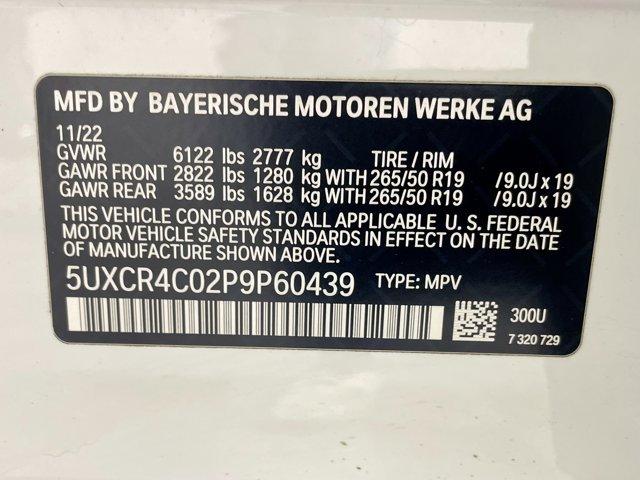 MFD BY BAYERISCHE MOTOREN WERKE AG
11/22
GVWR 6122 lbs 2777 kg TIRE / RIM
GAWR FRONT 2822 lbs 1280 kg WITH 265/50 R19 /9.0J x 19
GAWR REAR 3589 lbs 1628 kg WITH 265/50 R19 /9.0J x 19
THIS VEHICLE CONFORMS TO ALL APPLICABLE U. S. FEDERAL
MOTOR VEHICLE SAFETY STANDARDS IN EFFECT ON THE DATE
OF MANUFACTURE SHOWN ABOVE.
5UXCR4C02P9P60439 TYPE: MPV
300U
7 320 729